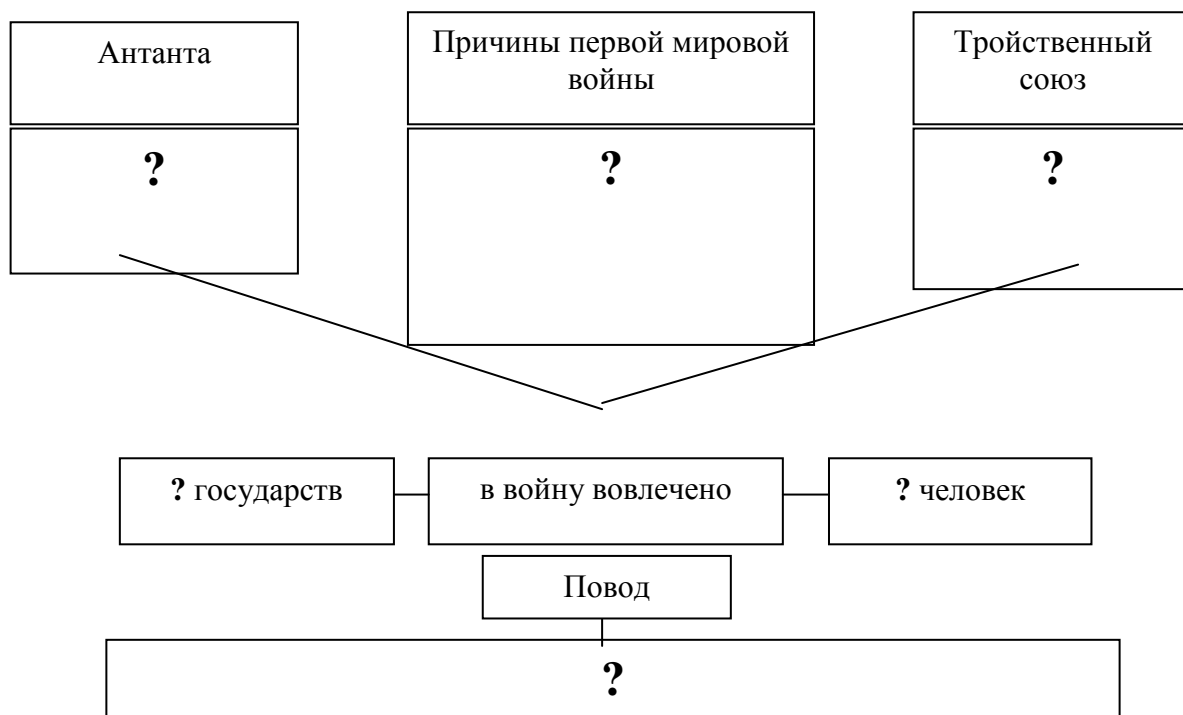 Антанта
?
Причины первой мировой
войны
?
Тройственный
союз
?
? государств
в войну вовлечено
? человек
Повод
?